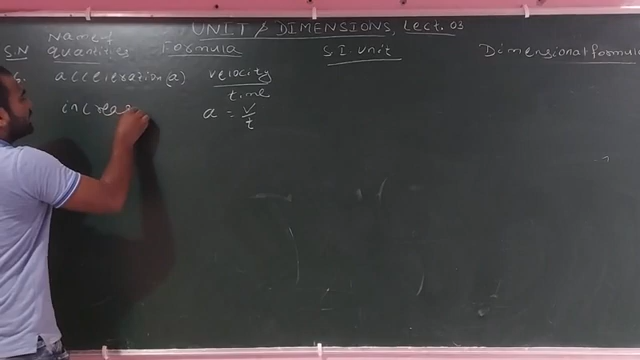 UNIT & DIMENSIONS, Lect. 03
S.N Name of quantities Formula S.I. Unit Dimensional formula
acceleration (a) velocity
time
increas a = v
t